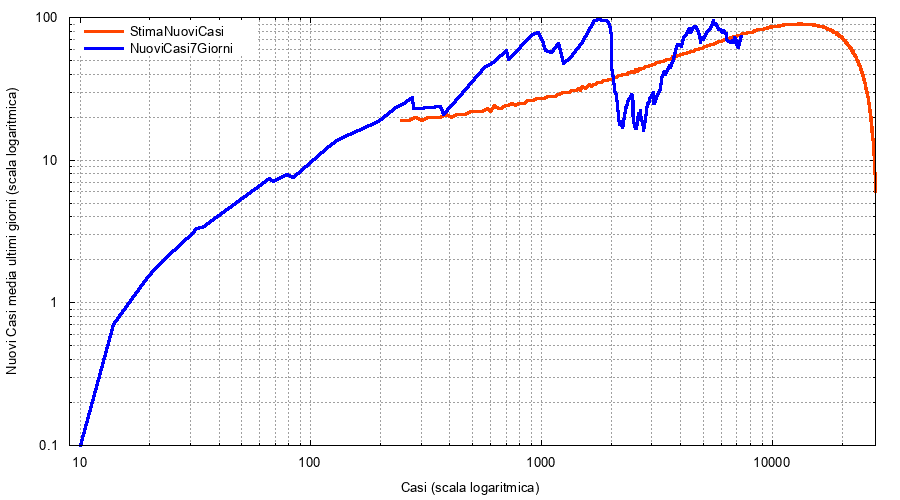 StimaNuoviCasi
NuoviCasi7Giorni
Nuovi Casi media ultimi giorni (scala logaritmica)
100
10
1
0.1
10
100
1000
10000
Casi (scala logaritmica)